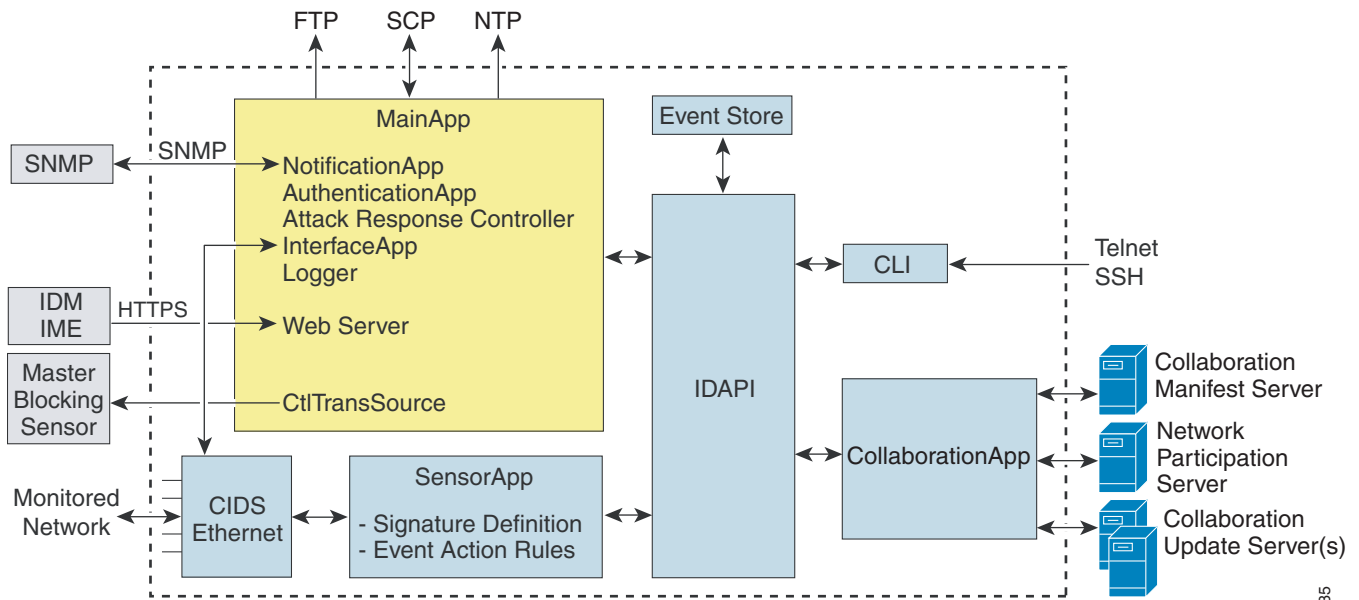 FTP
SCP
NTP
MainApp
SNMP
SNMP
NotificationApp
AuthenticationApp
Attack Response Controller
InterfaceApp
Logger
IDM
IME
HTTPS
Web Server
Master
Blocking
Sensor
CtlTransSource
Monitored
Network
CIDS
Ethernet
SensorApp
- Signature Definition
- Event Action Rules
Event Store
IDAPI
CLI
Telnet
SSH
CollaborationApp
Collaboration
Manifest Server
Network
Participation
Server
Collaboration
Update Server(s)